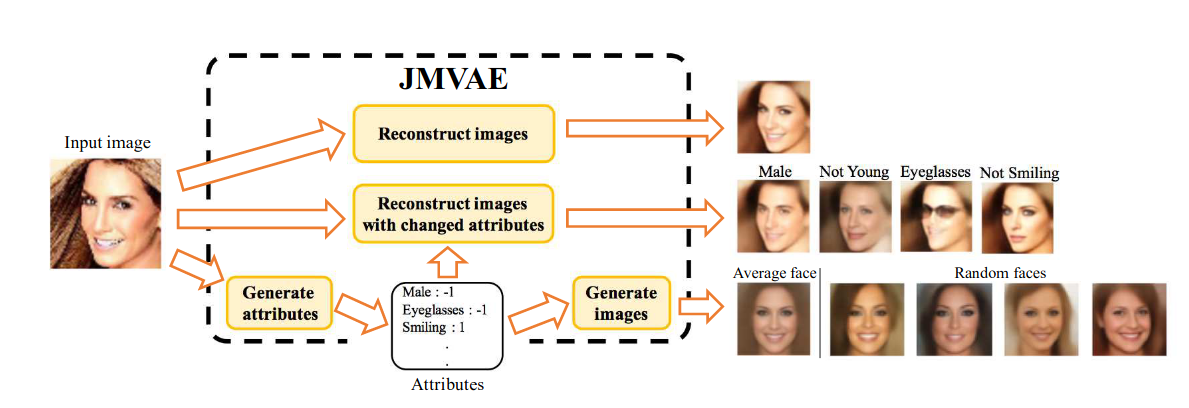 JMVAE
Input image
Reconstruct images
Male Not Young Eyeglasses Not Smiling
Reconstruct images
with changed attributes
Average face Random faces
Generate
attributes
Male : -1
Eyeglasses : -1
Smiling : 1
.
.
Generate
images
Attributes